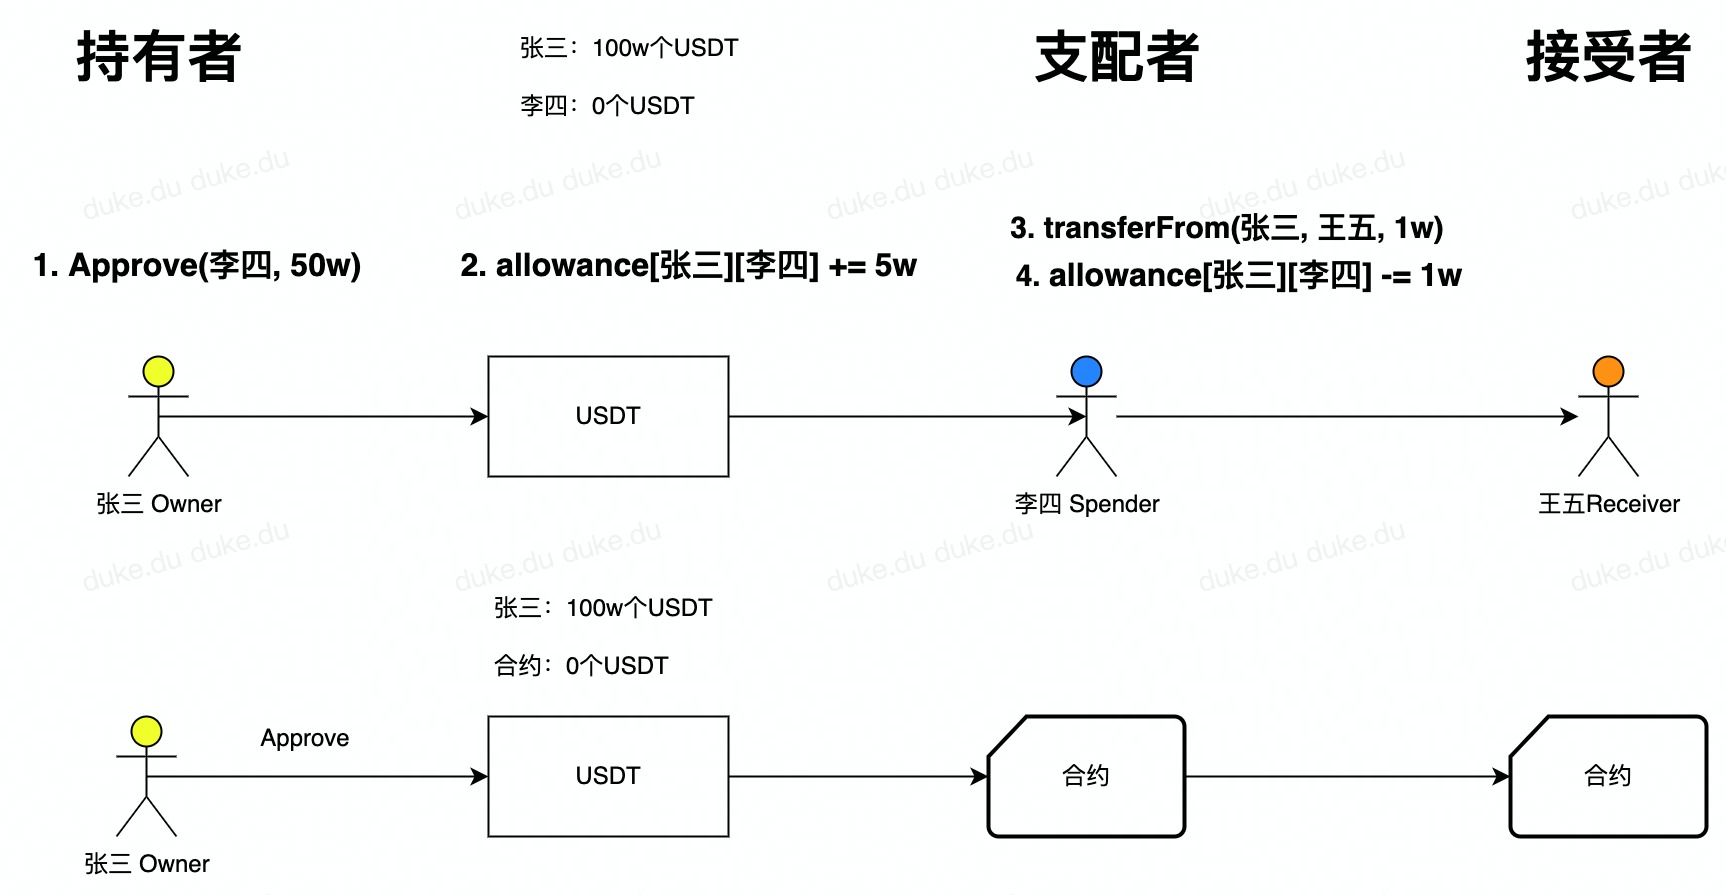 持有者
张三：100w个USDT
支配者
接受者
李四：0个USDT
duke.du duke.du
duke.du duke.du
duke.du duke.du
duke.du duke.du
duke.du duk
3. transferFrom(张三, 王五, 1w)
1. Approve(李四, 50w)
2. allowance[张三][李四] += 5w
4. allowance[张三][李四] -= 1w
USDT
张三 Owner
李四 Spender
王五Receiver
duke.du duke.du
duke.du duke.du
duke.du duke.du
duke.du duke.du
duke.du duk
张三：100w个USDT
合约：0个USDT
Approve
USDT
合约
合约
张三 Owner